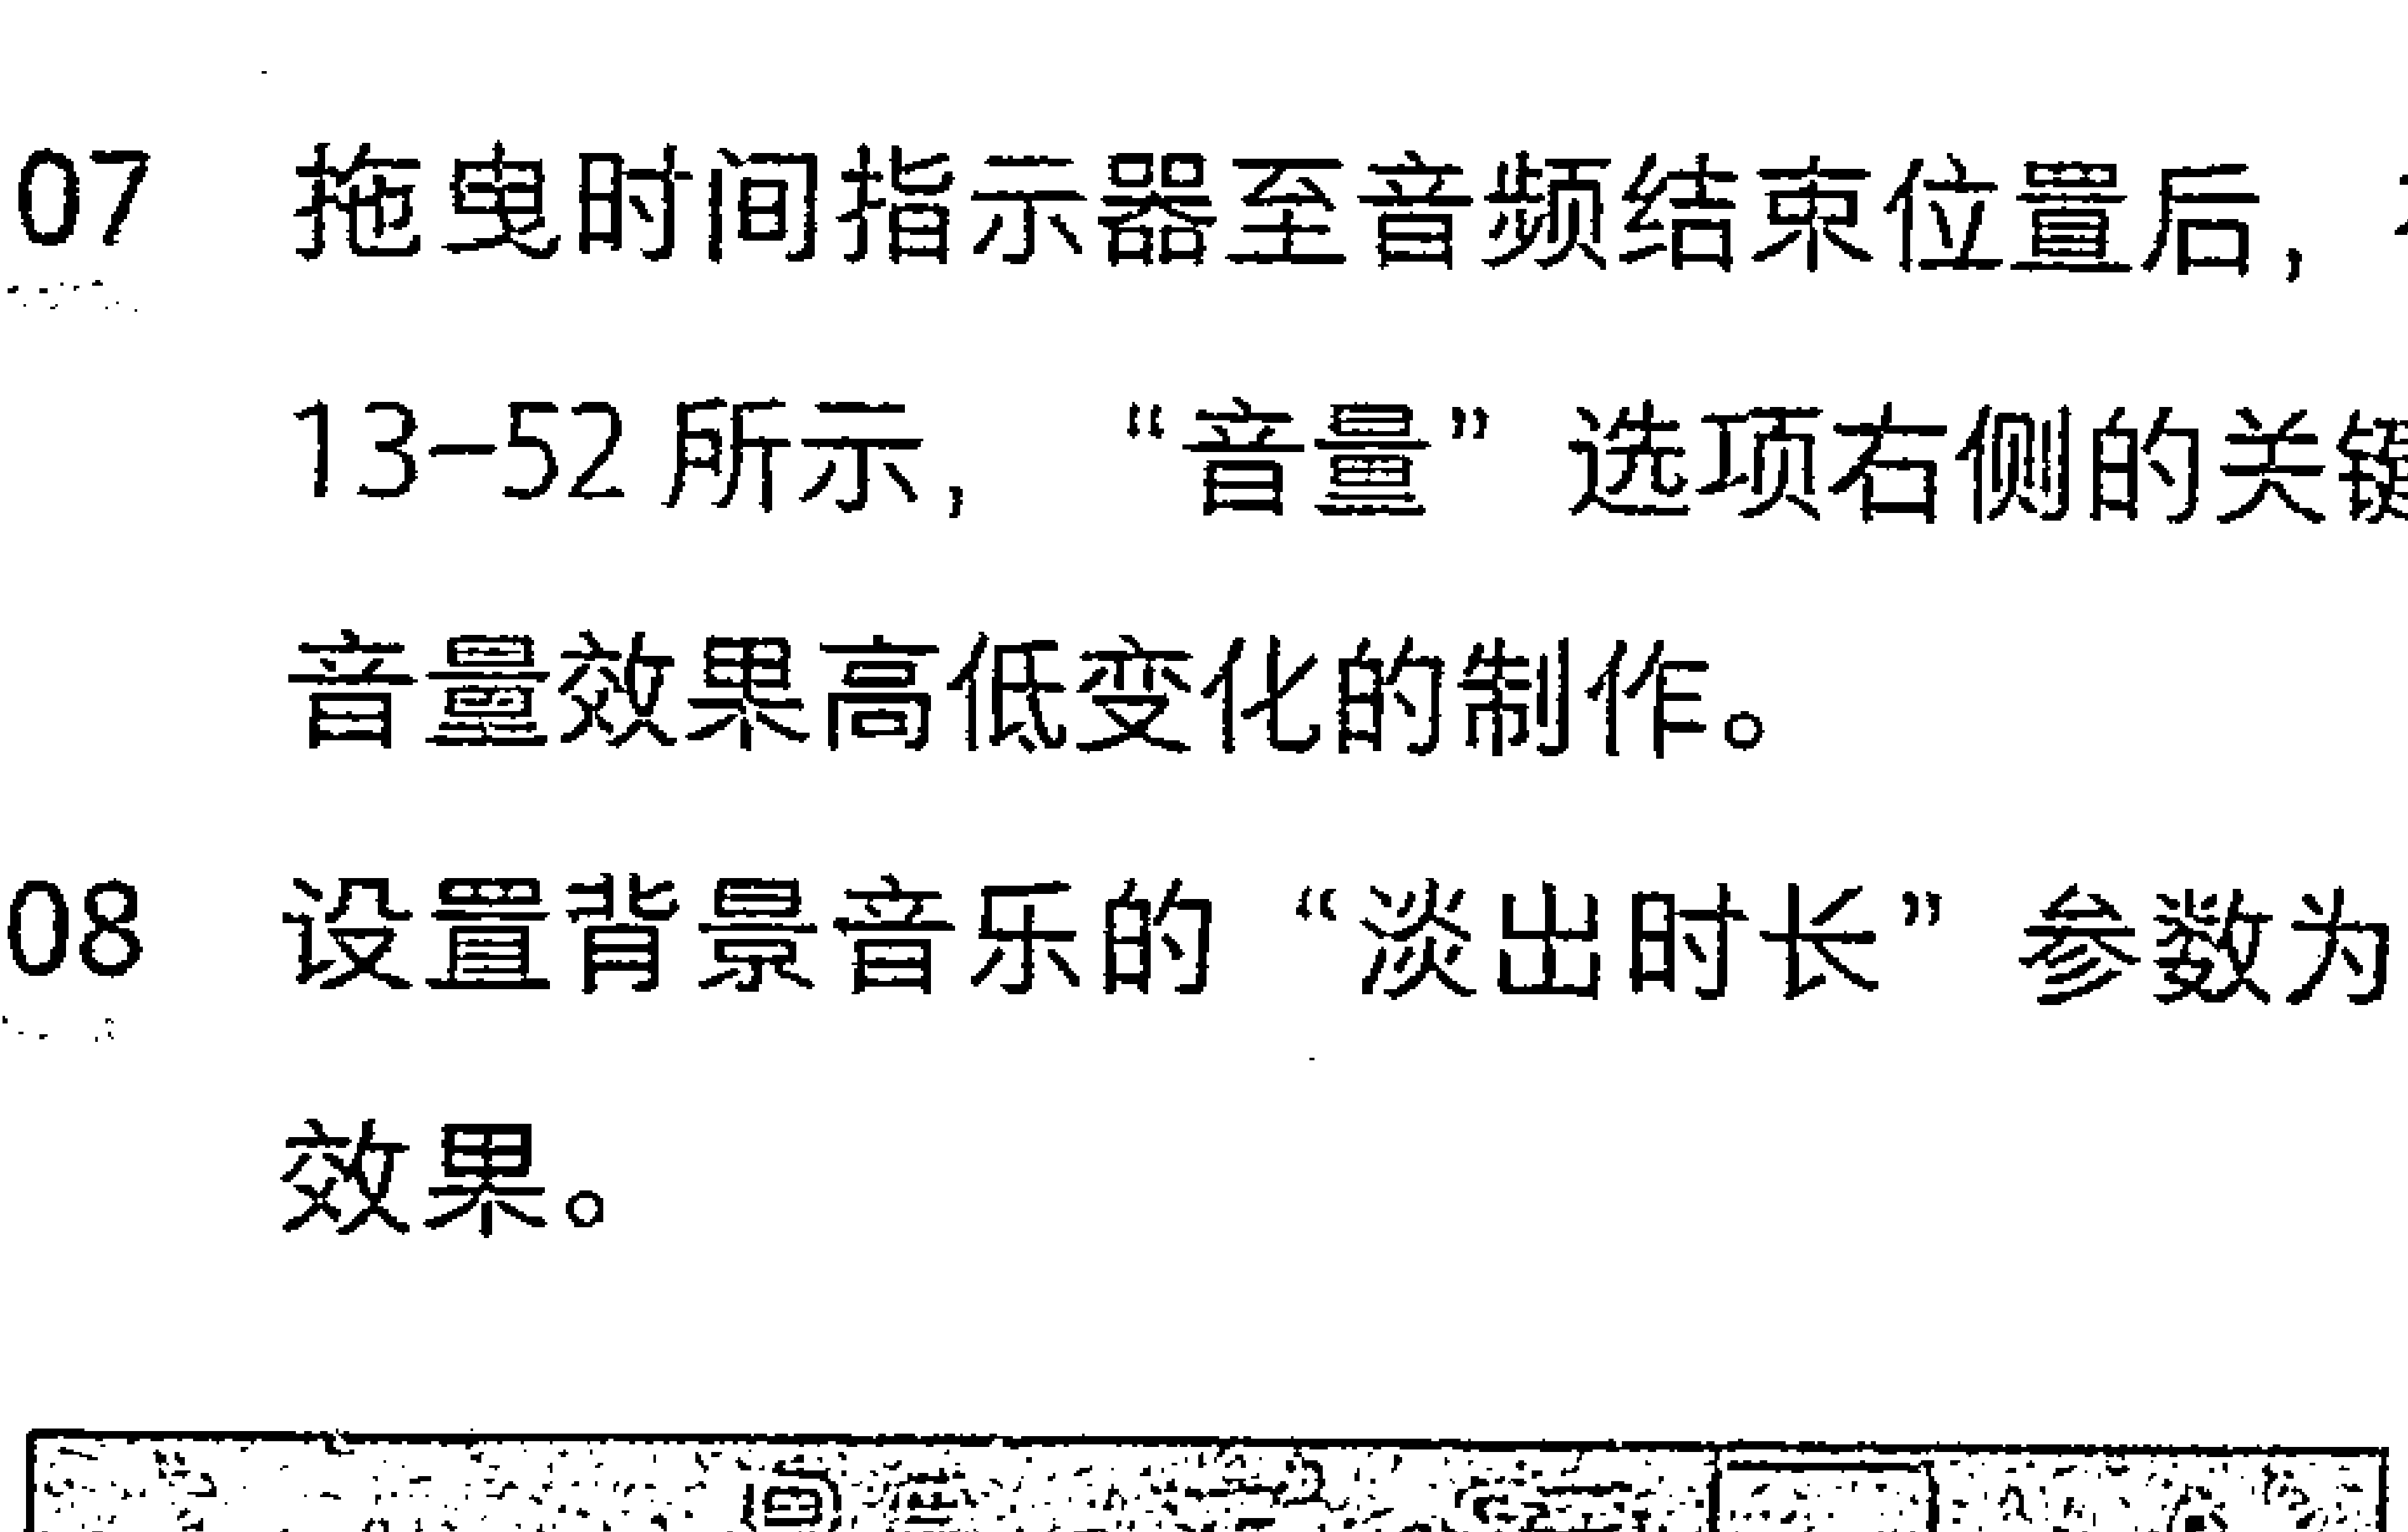 07 拖曳时间指示器至音频结束位置后，
13-52 所示，“音量”选项右侧的关键
音量效果高低变化的制作。
08 设置背景音乐的“淡出时长”参数为
效果。